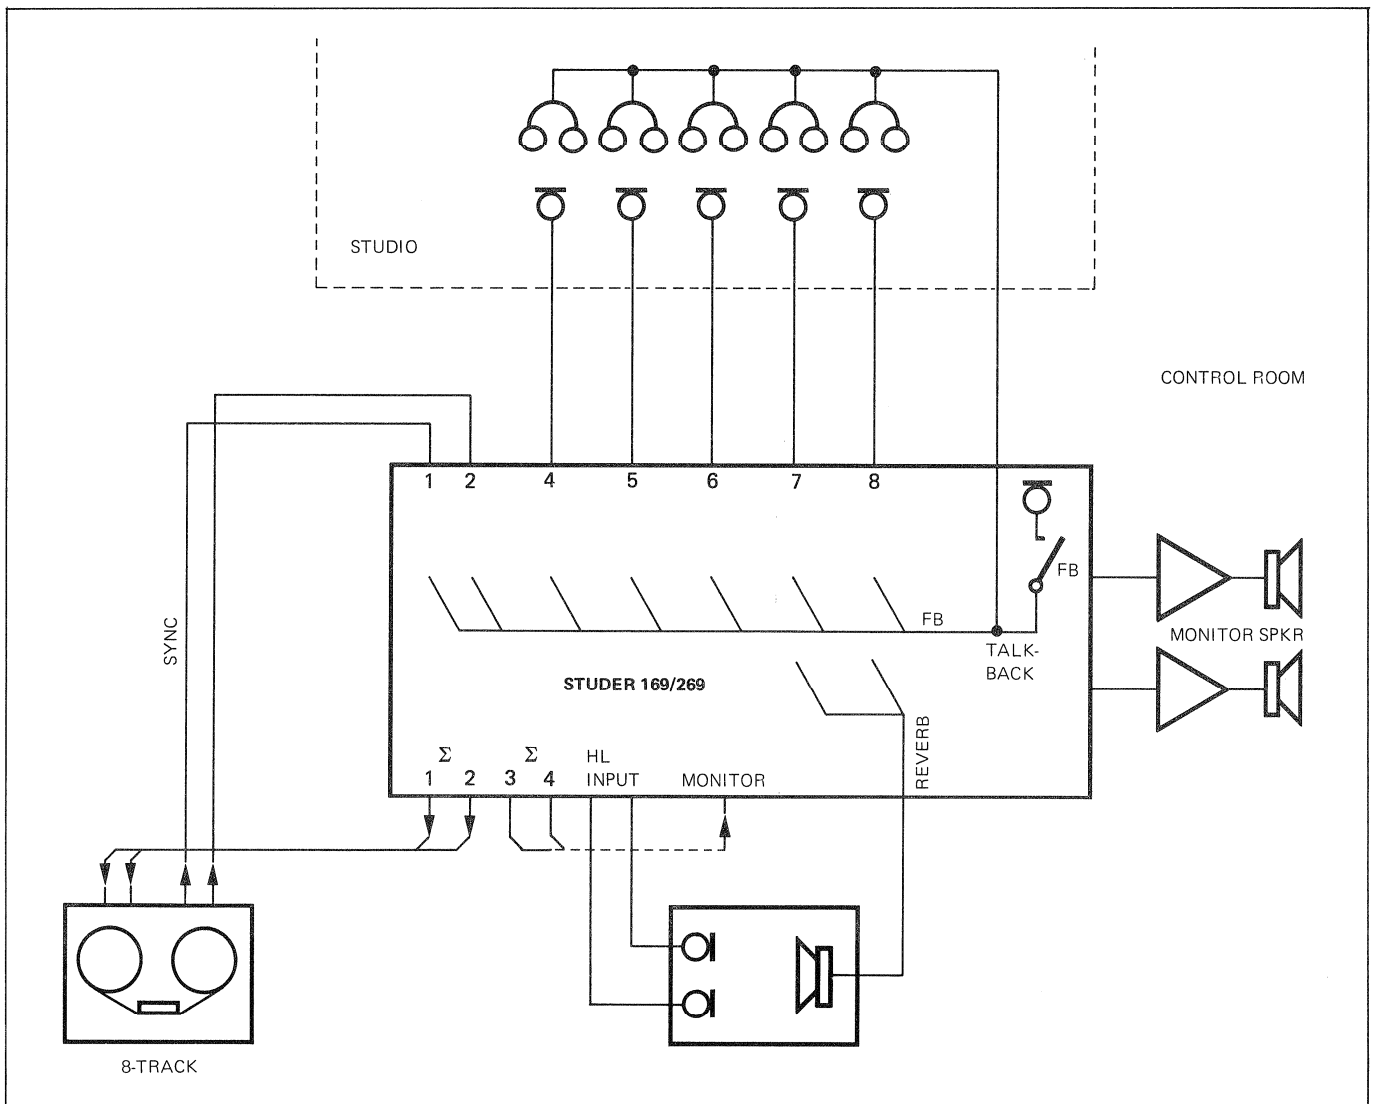 STUDIO
CONTROL ROOM
1 2 4 5 6 7 8
SYNC
FB
FB
TALK-
BACK
MONITOR SPKR
STUDER 169/269
REVERB
Σ Σ HL
1 2 3 4 INPUT MONITOR
8-TRACK